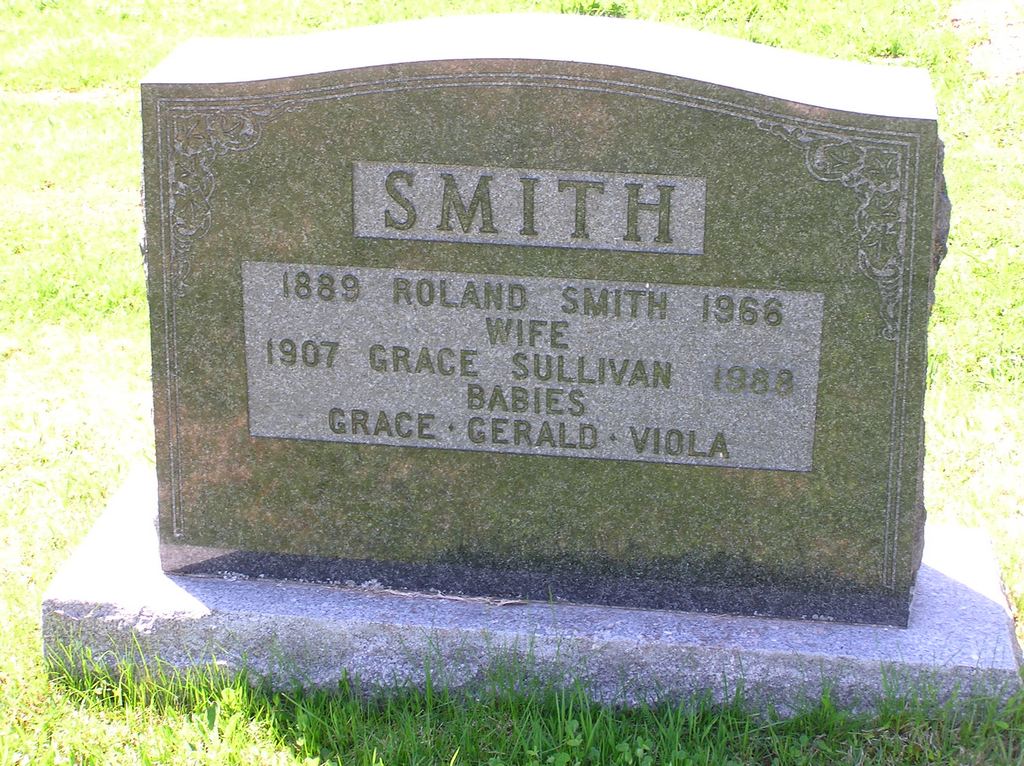 SMITH
1889 ROLAND SMITH 1966
WIFE
1907 GRACE SULLIVAN 1988
BABIES
GRACE · GERALD · VIOLA